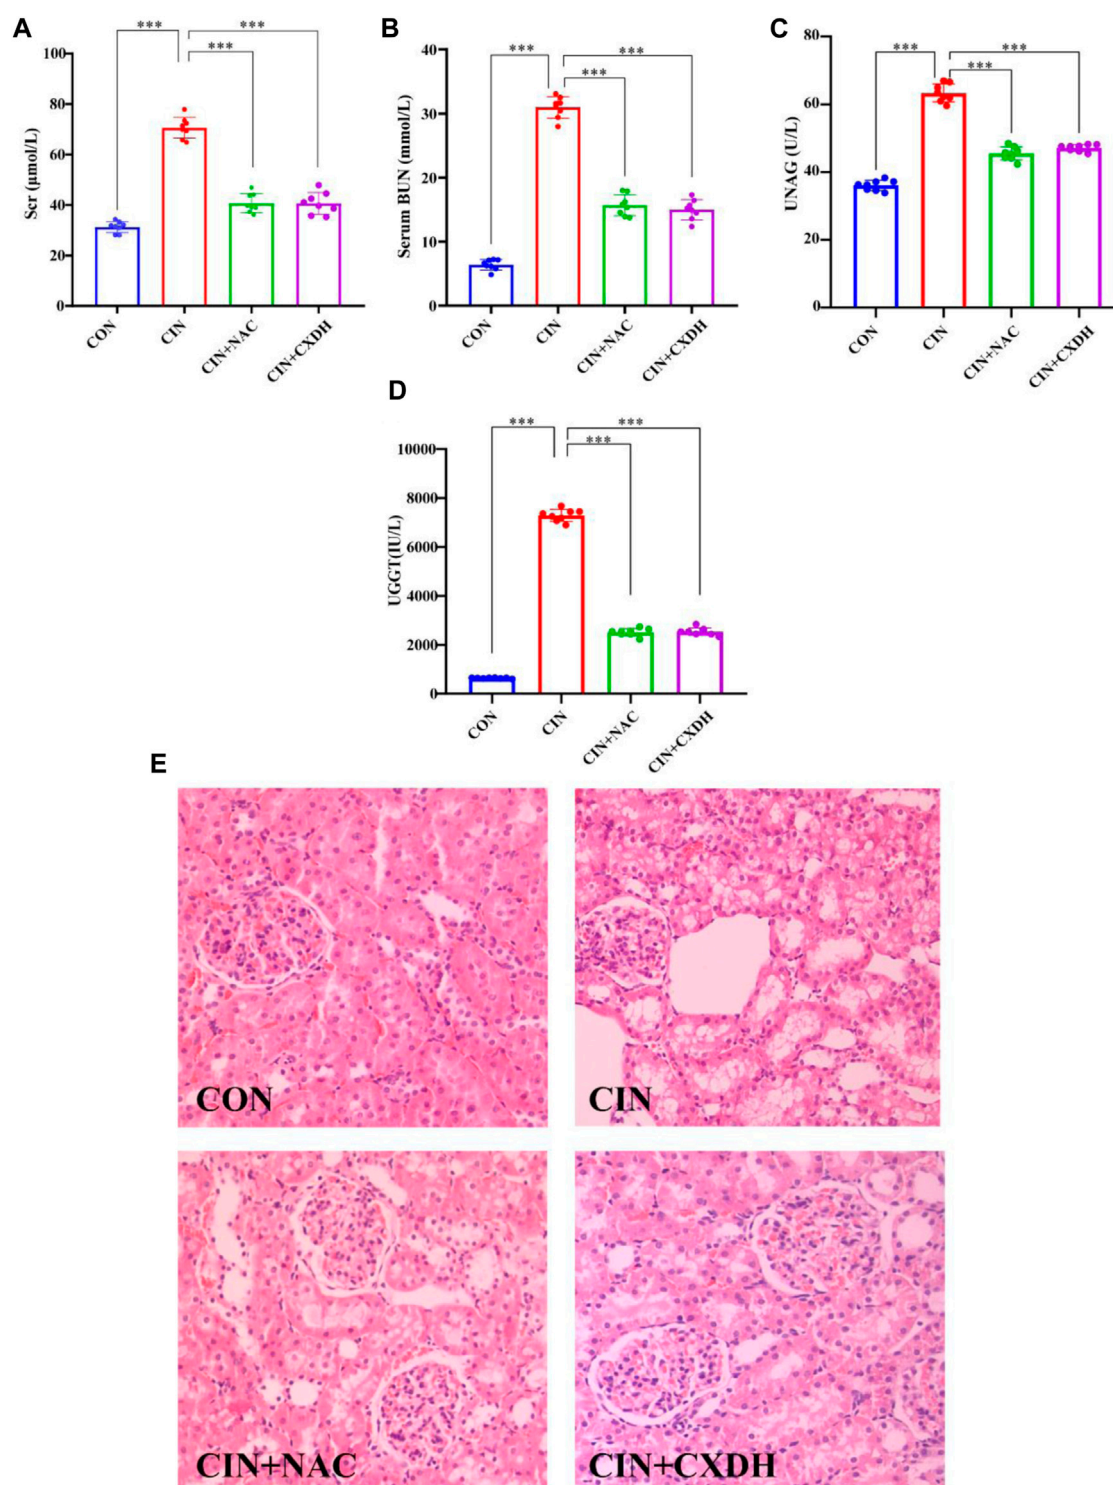 A
***
***
***
Scr (μmol/L)
100
80
60
40
20
0
CON
CIN
CIN+NAC
CIN+CXDH
B
***
***
***
Serum BUN (mmol/L)
40
30
20
10
0
CON
CIN
CIN+NAC
CIN+CXDH
C
***
***
***
UNAG (U/L)
80
60
40
20
0
CON
CIN
CIN+NAC
CIN+CXDH
D
***
***
***
UGGT(IU/L)
10000
8000
6000
4000
2000
0
CON
CIN
CIN+NAC
CIN+CXDH
E
CON
CIN
CIN+NAC
CIN+CXDH